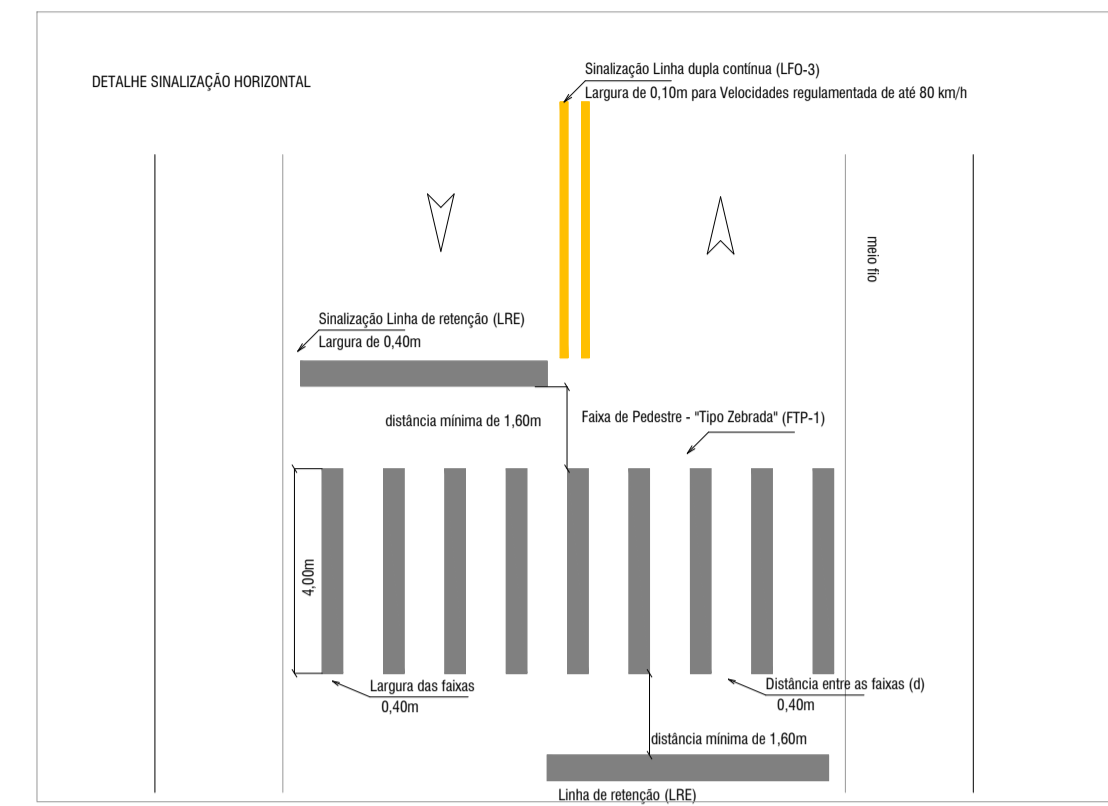 Sinalização Linha dupla contínua (LFO-3)
DETALHE SINALIZAÇÃO HORIZONTAL
Largura de 0,10m para Velocidades regulamentada de até 80 km/h
meio fio
Sinalização Linha de retenção (LRE)
Largura de 0,40m
distância mínima de 1,60m
Faixa de Pedestre - "Tipo Zebrada" (FTP-1)
4,00m
Largura das faixas
0,40m
Distância entre as faixas (d)
0,40m
distância mínima de 1,60m
Linha de retenção (LRE)